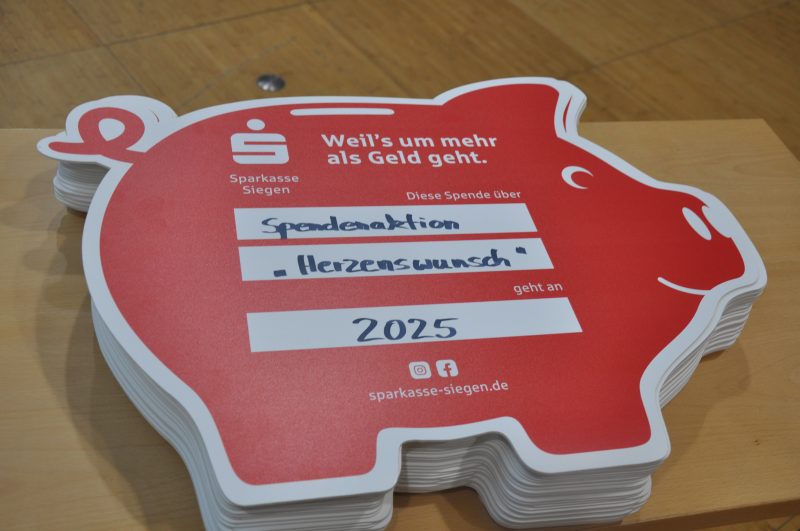 Weil's um mehr
als Geld geht.
Sparkasse
Siegen
Diese Spende über
Spendenaktion
„Herzenswunsch"
geht an
2025
sparkasse-siegen.de